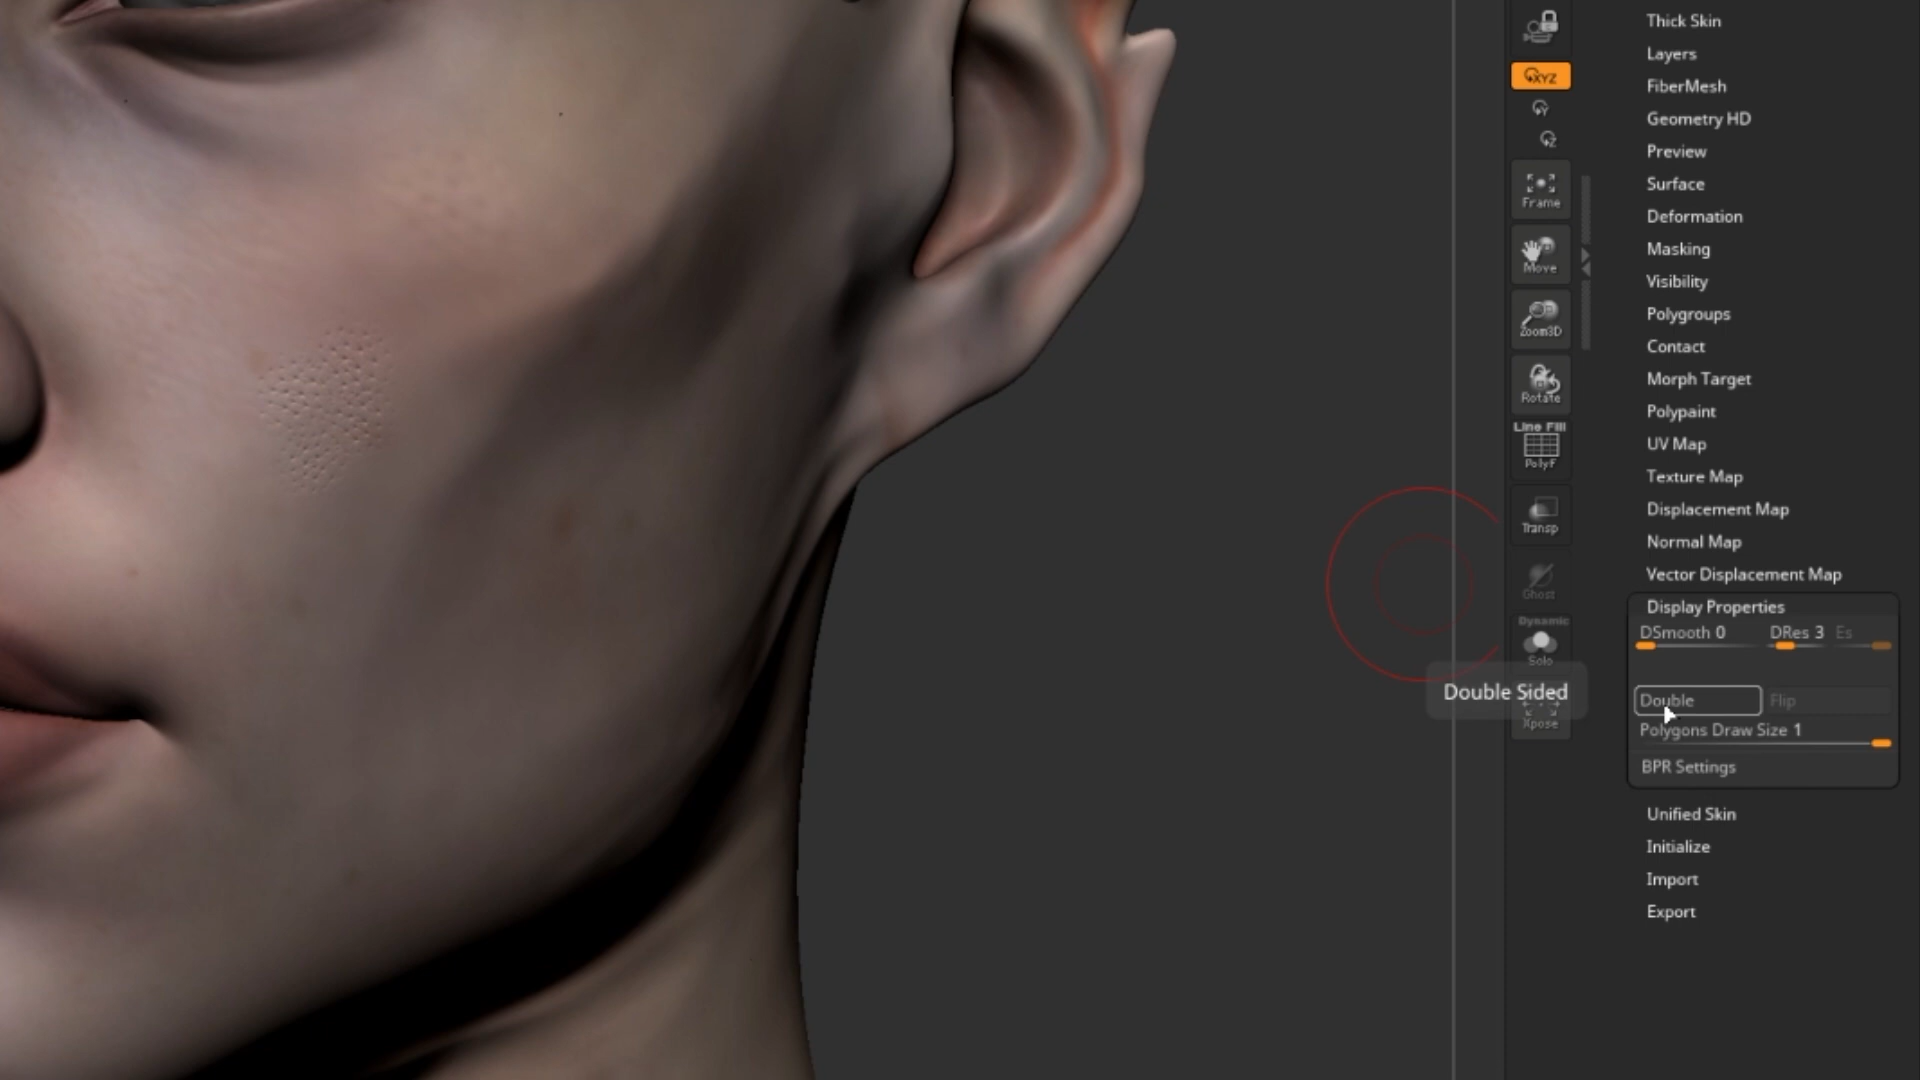 XYZ
Y
Z
Frame
Move
Zoom3D
Rotate
Line Fill
PolyF
Transp
Ghost
Dynamic
Solo
Xpose
Double Sided
Thick Skin
Layers
FiberMesh
Geometry HD
Preview
Surface
Deformation
Masking
Visibility
Polygroups
Contact
Morph Target
Polypaint
UV Map
Texture Map
Displacement Map
Normal Map
Vector Displacement Map
Display Properties
DSmooth 0 DRes 3 Es
Double Flip
Polygons Draw Size 1
BPR Settings
Unified Skin
Initialize
Import
Export